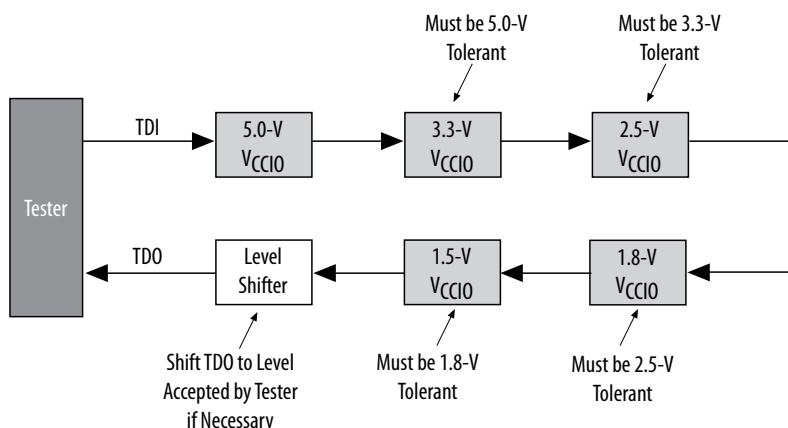 Must be 5.0-V
Tolerant
Must be 3.3-V
Tolerant
Tester
TDI
5.0-V
VCCIO
3.3-V
VCCIO
2.5-V
VCCIO
TDO
Level
Shifter
1.5-V
VCCIO
1.8-V
VCCIO
Shift TDO to Level
Accepted by Tester
if Necessary
Must be 1.8-V
Tolerant
Must be 2.5-V
Tolerant